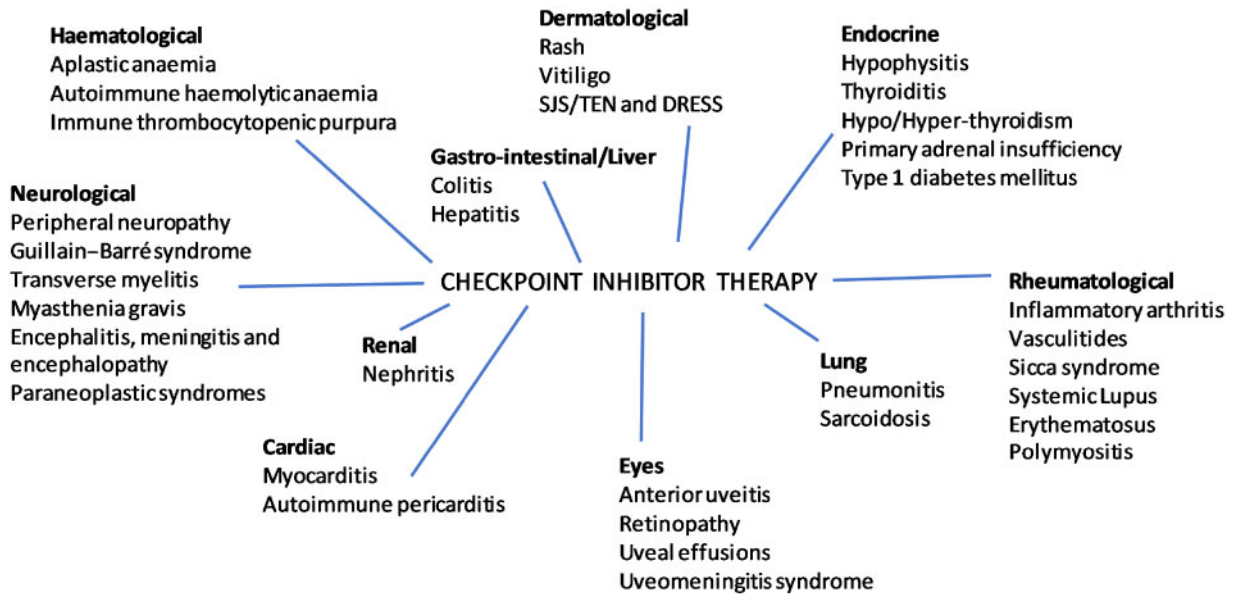 Haematological
Aplastic anaemia
Autoimmune haemolytic anaemia
Immune thrombocytopenic purpura
Dermatological
Rash
Vitiligo
SJS/TEN and DRESS
Endocrine
Hypophysitis
Thyroiditis
Hypo/Hyper-thyroidism
Primary adrenal insufficiency
Type 1 diabetes mellitus
Gastro-intestinal/Liver
Colitis
Hepatitis
Neurological
Peripheral neuropathy
Guillain–Barré syndrome
Transverse myelitis
Myasthenia gravis
Encephalitis, meningitis and
encephalopathy
Paraneoplastic syndromes
CHECKPOINT INHIBITOR THERAPY
Rheumatological
Inflammatory arthritis
Vasculitides
Sicca syndrome
Systemic Lupus
Erythematosus
Polymyositis
Renal
Nephritis
Lung
Pneumonitis
Sarcoidosis
Cardiac
Myocarditis
Autoimmune pericarditis
Eyes
Anterior uveitis
Retinopathy
Uveal effusions
Uveomeningitis syndrome